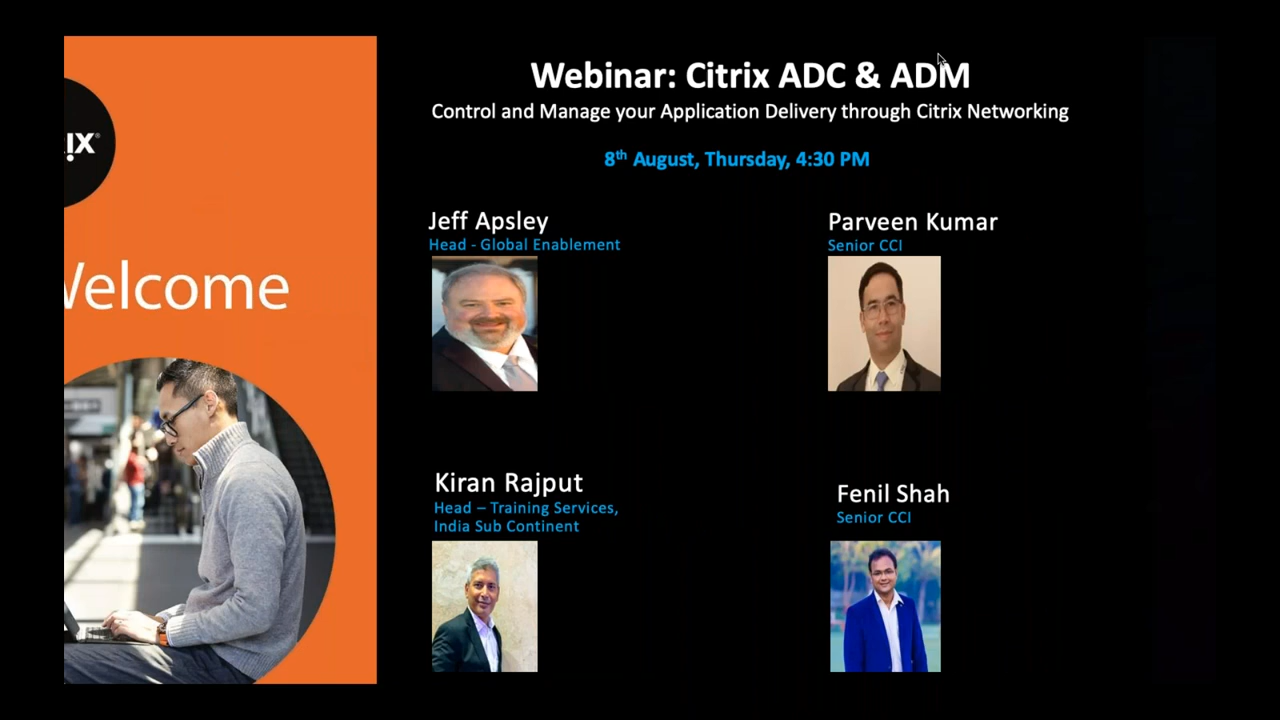 Webinar: Citrix ADC & ADM
Control and Manage your Application Delivery through Citrix Networking
8th August, Thursday, 4:30 PM
Jeff Apsley
Head - Global Enablement
Parveen Kumar
Senior CCI
Kiran Rajput
Head – Training Services,
India Sub Continent
Fenil Shah
Senior CCI
IX®
Welcome